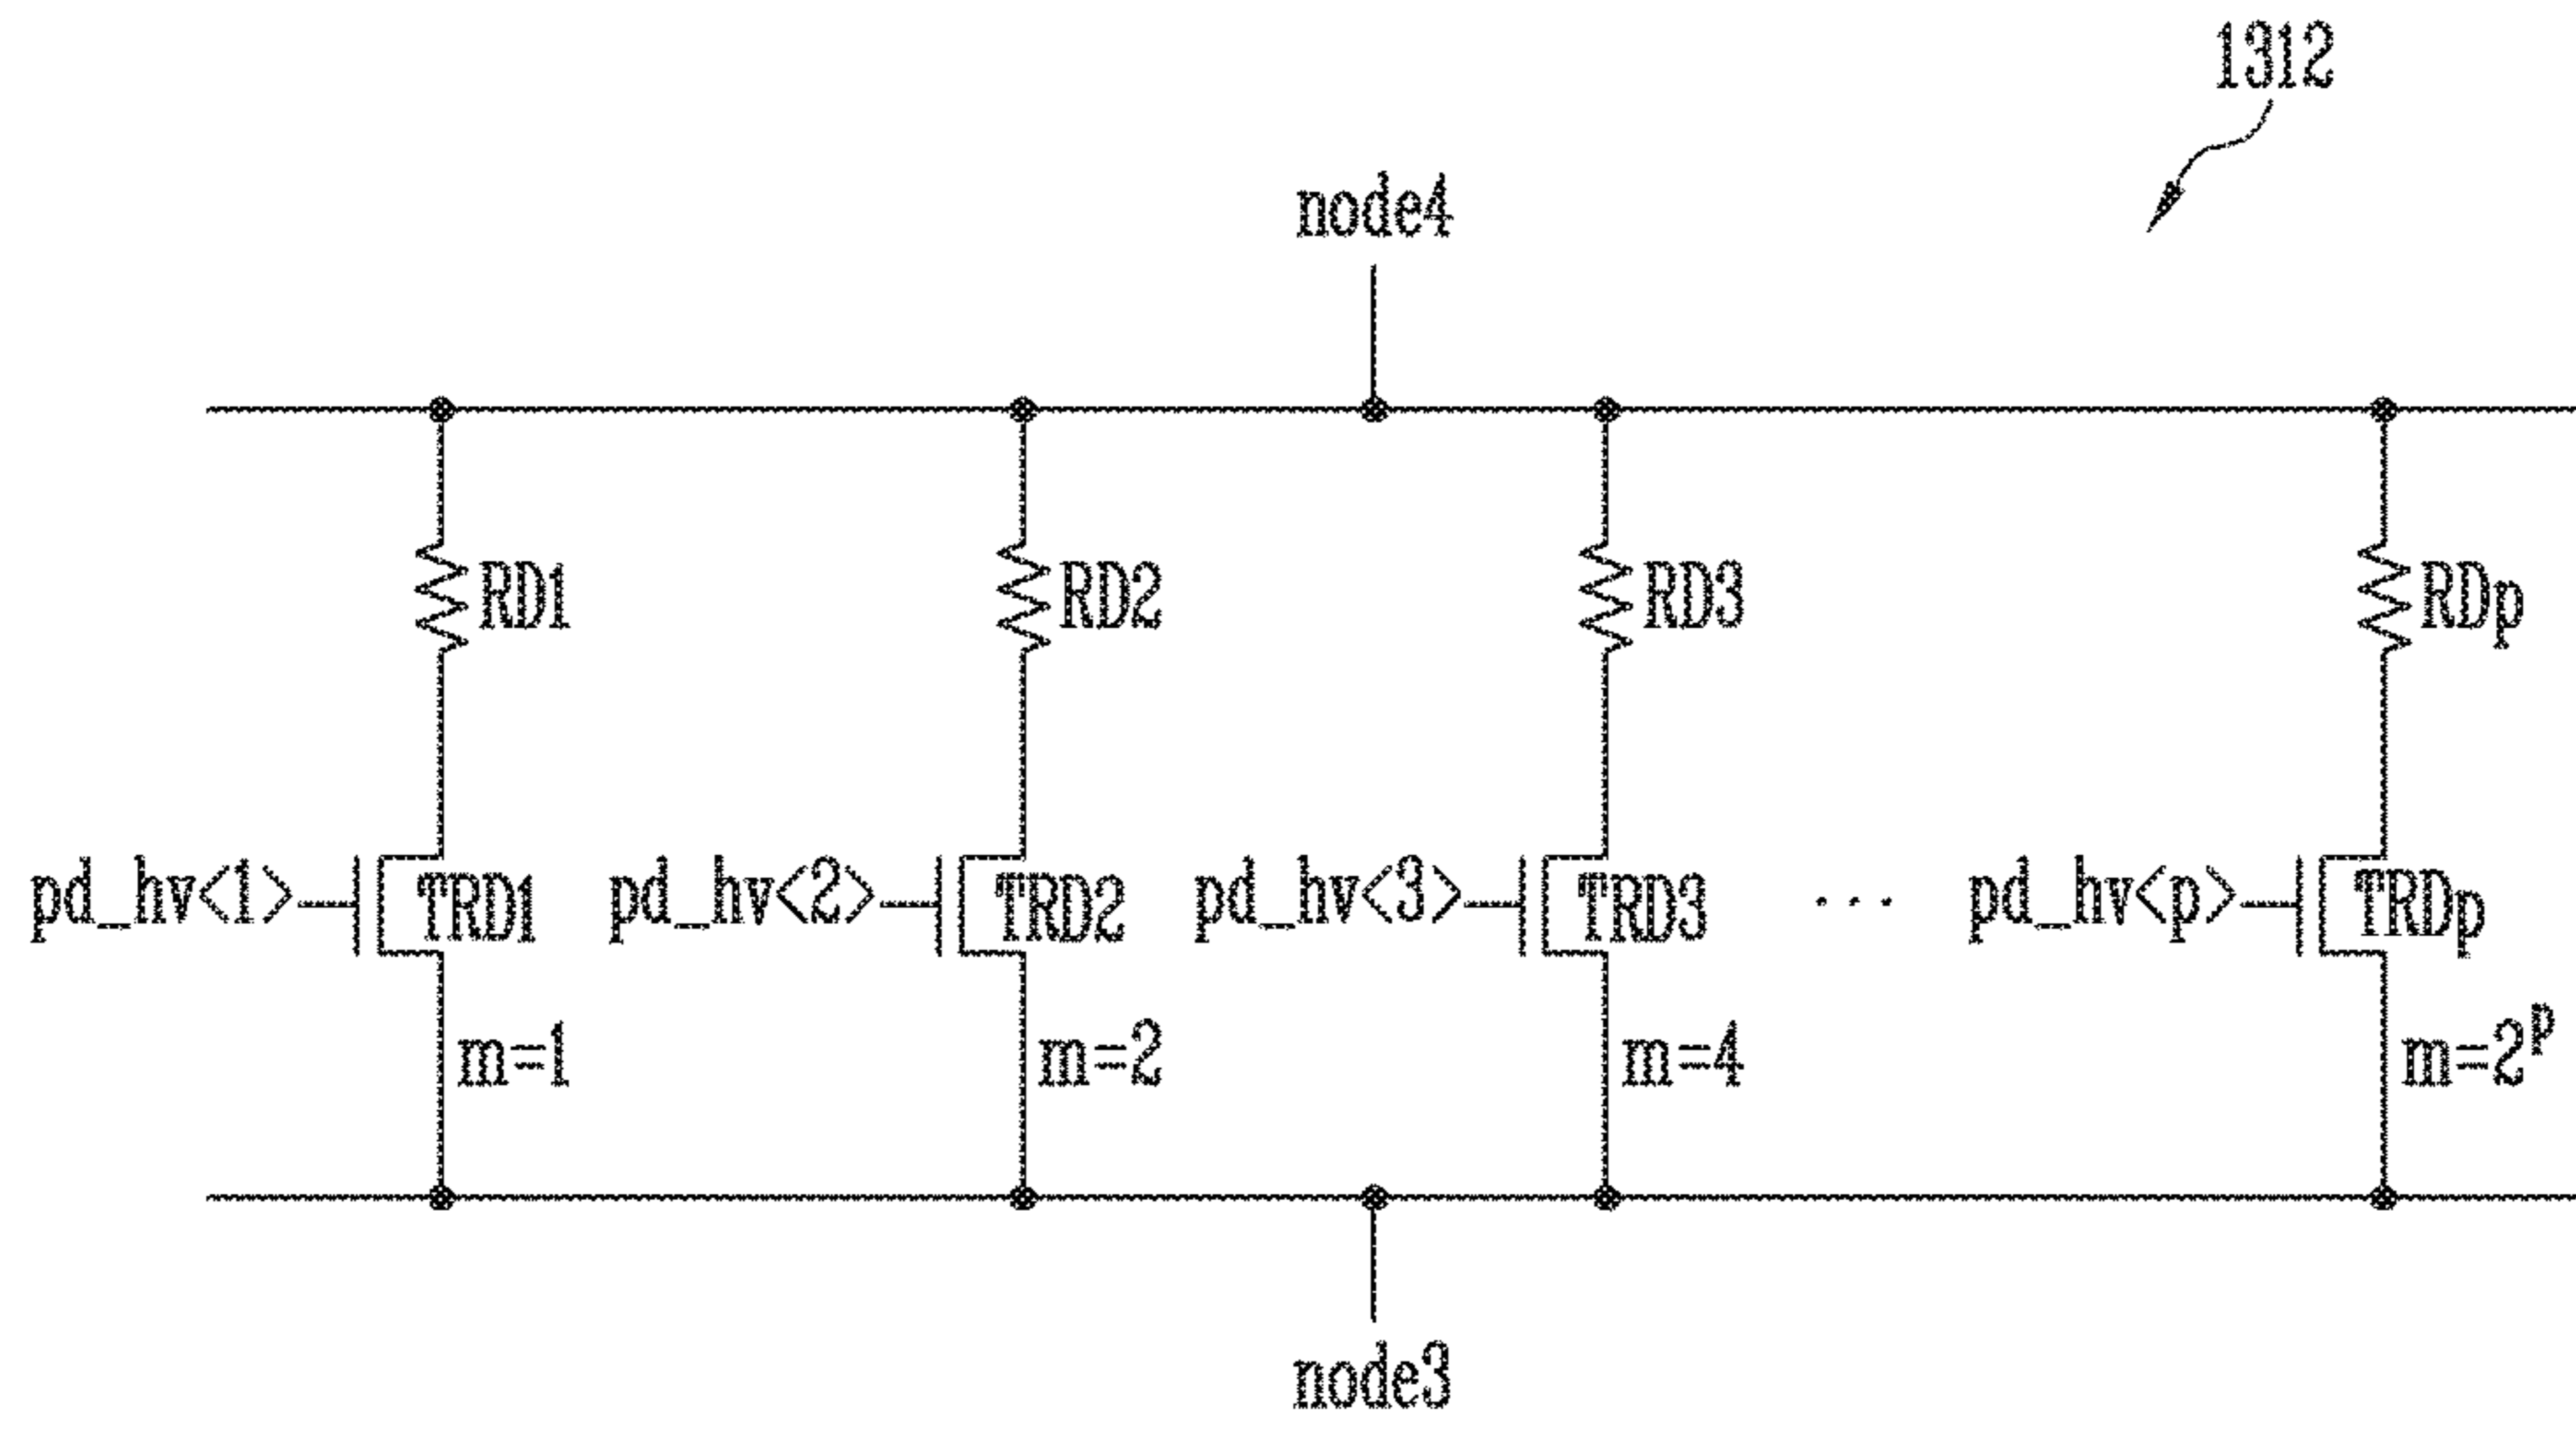 1312
node4
RD1 RD2 RD3 RDp
pd_hv<1> TRD1 pd_hv<2> TRD2 pd_hv<3> TRD3 ... pd_hv<p> TRDp
m=1 m=2 m=4 m=2ᵖ
node3